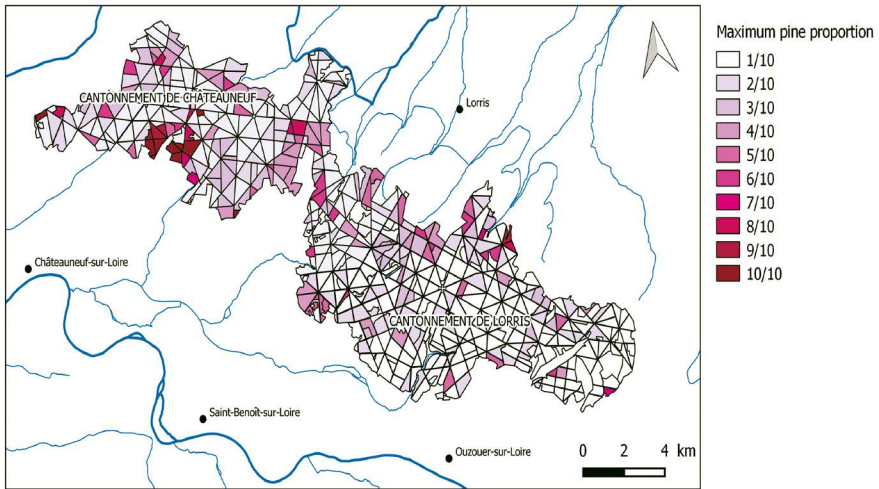 Maximum pine proportion
1/10
2/10
3/10
4/10
5/10
6/10
7/10
8/10
9/10
10/10
CANTONNEMENT DE CHÂTEAUNEUF
Lorris
Châteauneuf-sur-Loire
CANTONNEMENT DE LORRIS
Saint-Benoît-sur-Loire
Ouzouer-sur-Loire
0 2 4 km